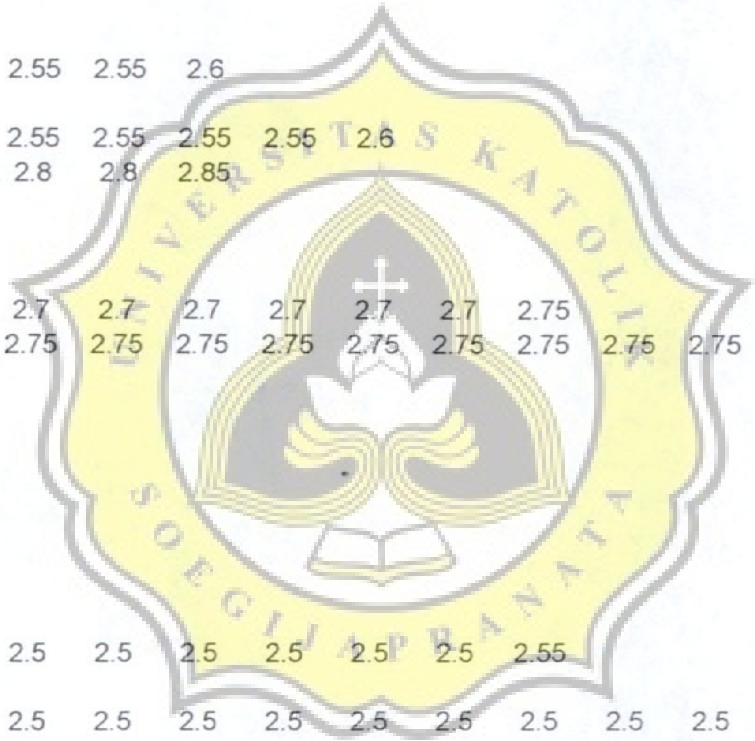 2.55 2.55 2.6
2.55 2.55 2.55 2.55 2.6
2.8 2.8 2.85
2.7 2.7 2.7 2.7 2.7 2.7 2.75
2.75 2.75 2.75 2.75 2.75 2.75 2.75 2.75 2.75
2.5 2.5 2.5 2.5 2.5 2.5 2.55
2.5 2.5 2.5 2.5 2.5 2.5 2.5 2.5 2.5
UNIVERSITAS KATOLIK
SOEGIJAPRANATA